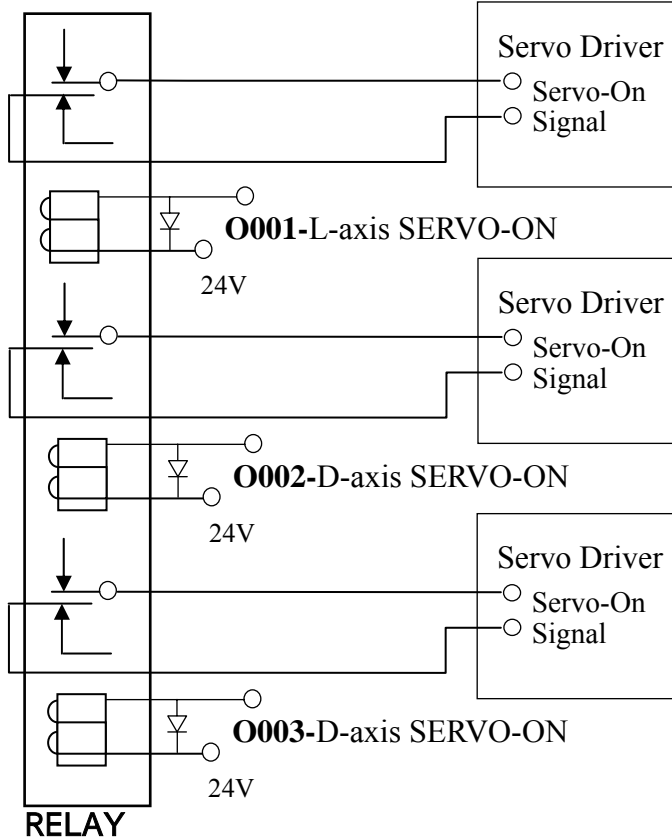 Servo Driver
Servo-On
Signal
O001-L-axis SERVO-ON
24V
Servo Driver
Servo-On
Signal
O002-D-axis SERVO-ON
24V
Servo Driver
Servo-On
Signal
O003-D-axis SERVO-ON
24V
RELAY